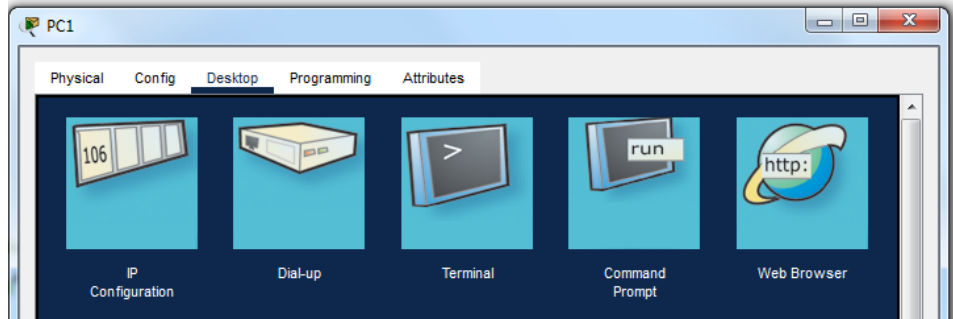 PC1
Physical Config Desktop Programming Attributes
106
>
run
http:
IP
Configuration
Dial-up
Terminal
Command
Prompt
Web Browser